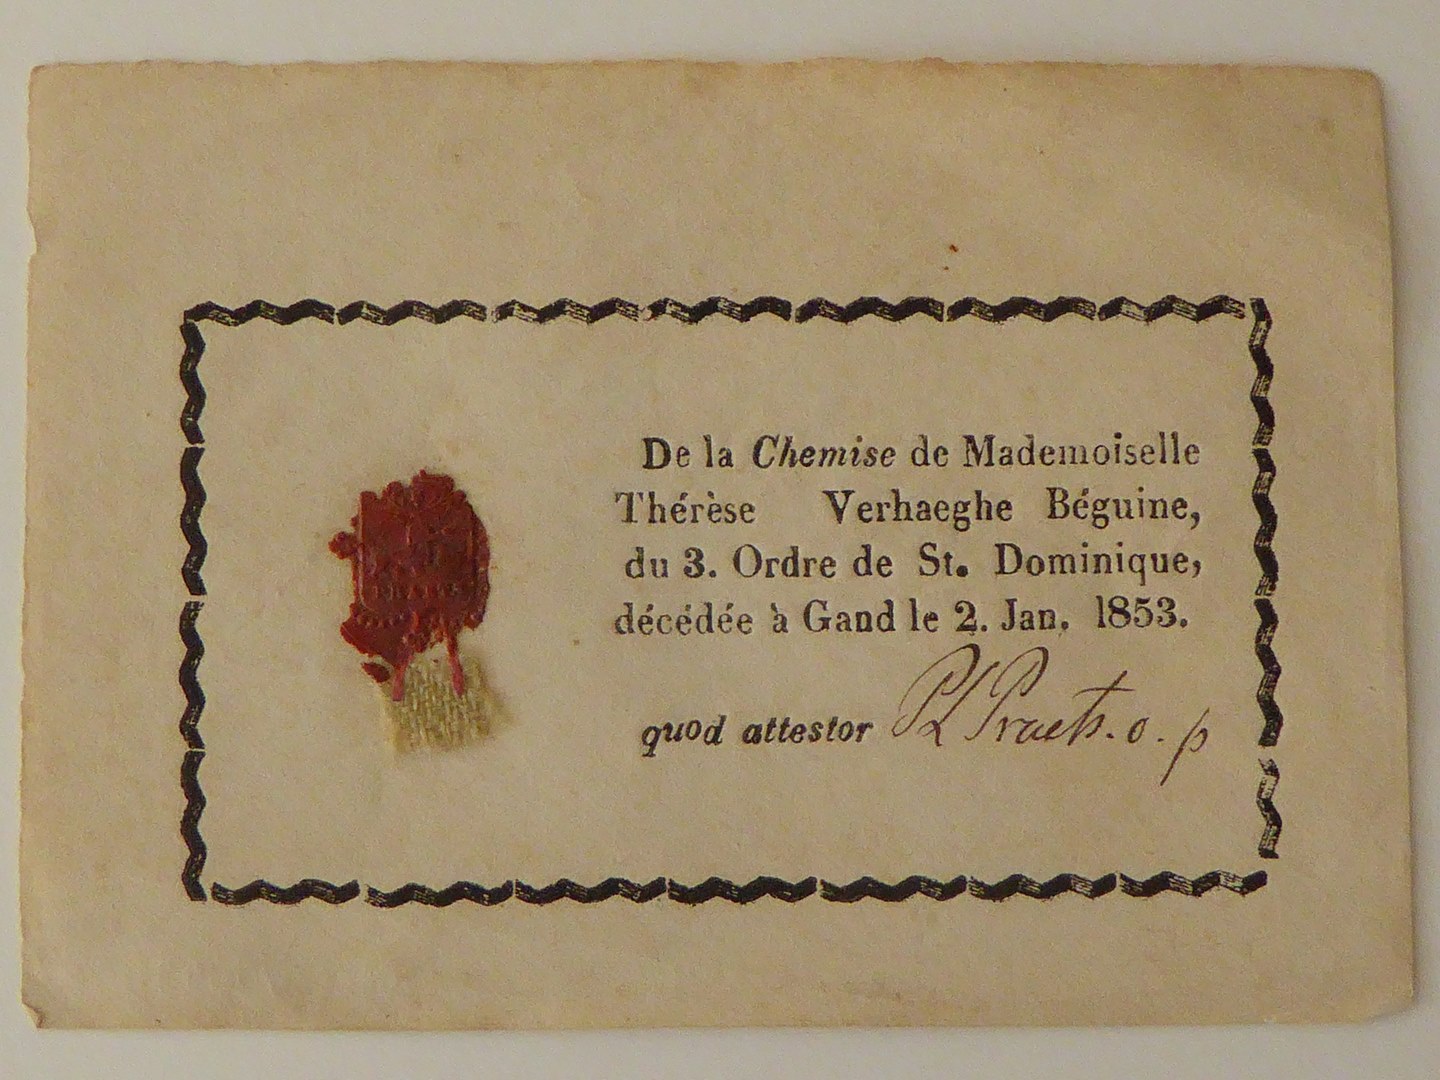 De la Chemise de Mademoiselle
Thérèse Verhaeghe Béguine,
du 3. Ordre de St. Dominique,
décédée à Gand le 2. Jan. 1853.
quod attestor Praets. o. p